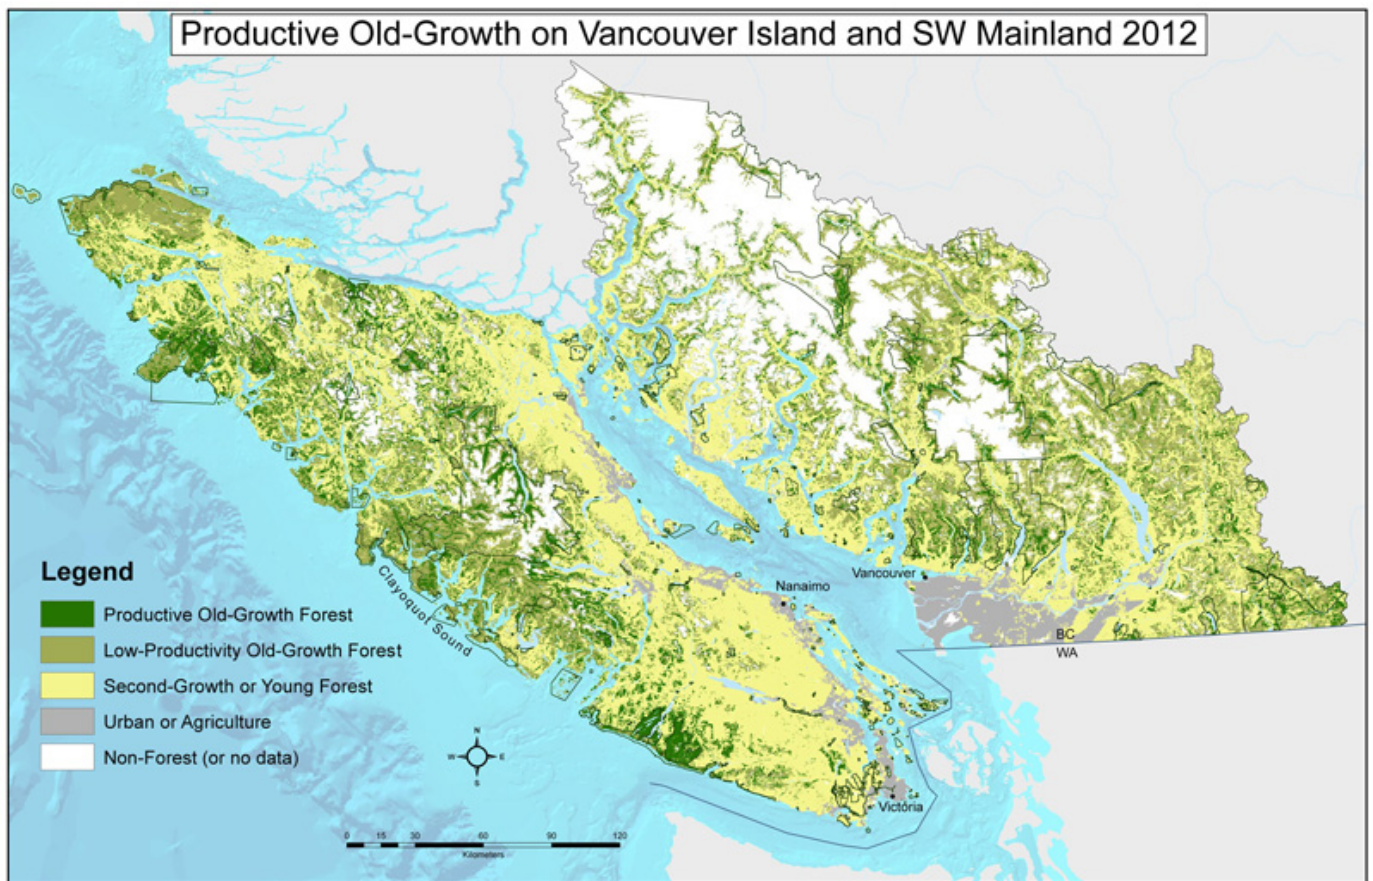 Productive Old-Growth on Vancouver Island and SW Mainland 2012
Vancouver
Nanaimo
BC
WA
Clayoquot Sound
Victoria
Legend
Productive Old-Growth Forest
Low-Productivity Old-Growth Forest
Second-Growth or Young Forest
Urban or Agriculture
Non-Forest (or no data)
N
W E
S
0 15 30 60 90 120
Kilometers